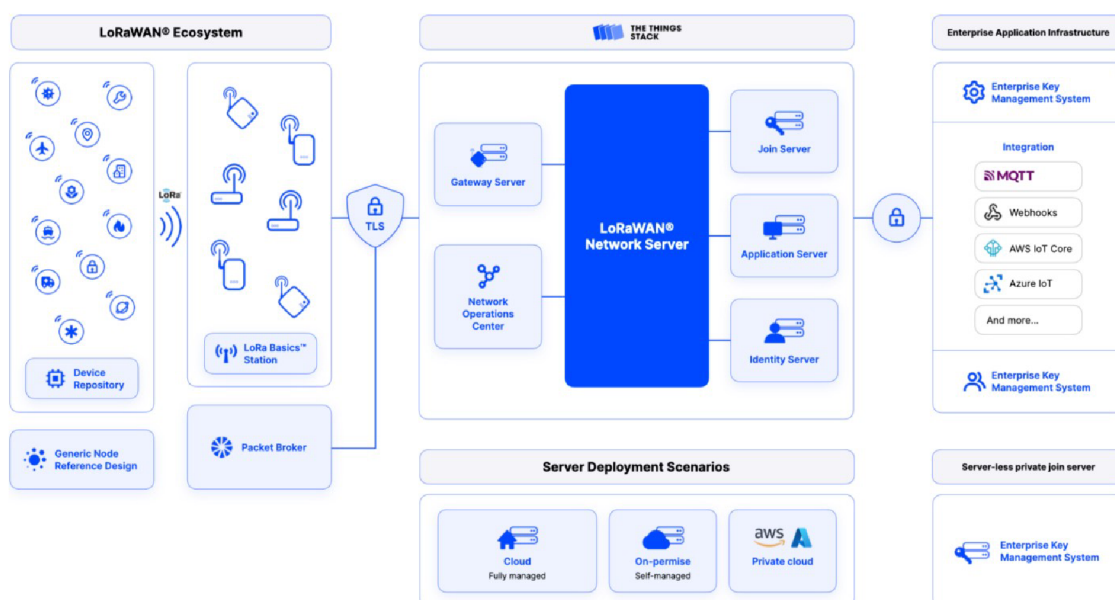 LoRaWAN® Ecosystem
Device
Repository
Generic Node
Reference Design
LoRa
LoRa Basics™
Station
Packet Broker
TLS
THE THINGS
STACK
Gateway Server
Network
Operations
Center
LoRaWAN®
Network Server
Join Server
Application Server
Identity Server
Server Deployment Scenarios
Cloud
Fully managed
On-permise
Self-managed
aws
Private cloud
Enterprise Application Infrastructure
Enterprise Key
Management System
Integration
MQTT
Webhooks
AWS IoT Core
Azure IoT
And more...
Enterprise Key
Management System
Server-less private join server
Enterprise Key
Management System